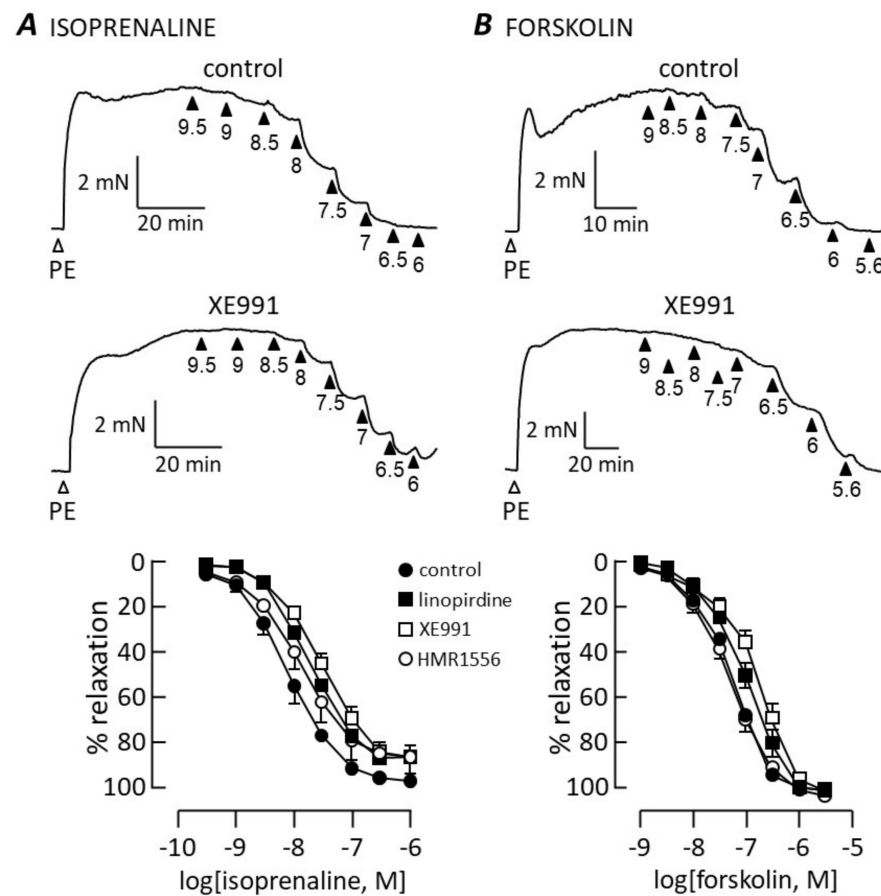 A ISOPRENALINE
control
9.5 9 8.5 8 7.5 7 6.5 6
2 mN
20 min
PE
XE991
9.5 9 8.5 8 7.5 7 6.5 6
2 mN
20 min
PE
0
20
40
60
80
100
% relaxation
control
linopirdine
XE991
HMR1556
-10 -9 -8 -7 -6
log[isoprenaline, M]
B FORSKOLIN
control
9 8.5 8 7.5 7 6.5 6 5.6
2 mN
10 min
PE
XE991
9 8.5 8 7.5 7 6.5 6 5.6
2 mN
20 min
PE
0
20
40
60
80
100
% relaxation
-9 -8 -7 -6 -5
log[forskolin, M]